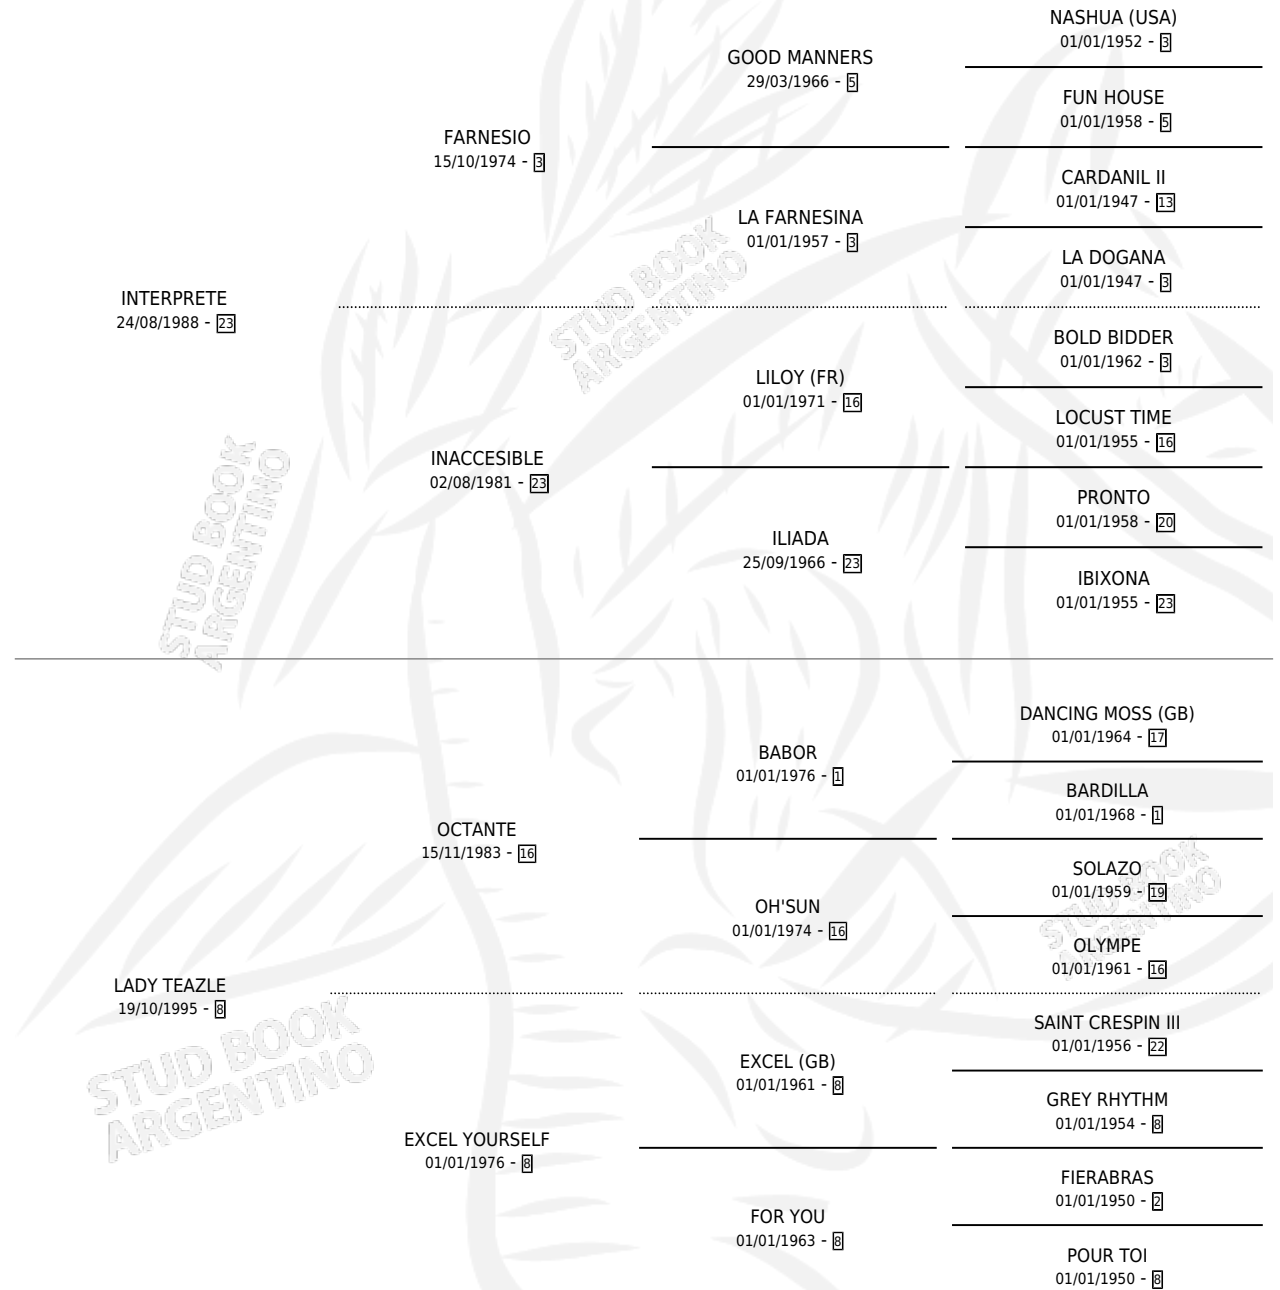 NASHUA (USA)
01/01/1952 - 3
GOOD MANNERS
29/03/1966 - 5
FUN HOUSE
01/01/1958 - 5
FARNESIO
15/10/1974 - 3
CARDANIL II
01/01/1947 - 13
LA FARNESINA
01/01/1957 - 3
LA DOGANA
01/01/1947 - 3
INTERPRETE
24/08/1988 - 23
BOLD BIDDER
01/01/1962 - 3
LILOY (FR)
01/01/1971 - 16
LOCUST TIME
01/01/1955 - 16
INACCESIBLE
02/08/1981 - 23
PRONTO
01/01/1958 - 20
ILIADA
25/09/1966 - 23
IBIXONA
01/01/1955 - 23
DANCING MOSS (GB)
01/01/1964 - 17
BABOR
01/01/1976 - 1
BARDILLA
01/01/1968 - 1
OCTANTE
15/11/1983 - 16
SOLAZO
01/01/1959 - 19
OH'SUN
01/01/1974 - 16
OLYMPE
01/01/1961 - 16
LADY TEAZLE
19/10/1995 - 8
SAINT CRESPIN III
01/01/1956 - 22
EXCEL (GB)
01/01/1961 - 8
GREY RHYTHM
01/01/1954 - 8
EXCEL YOURSELF
01/01/1976 - 8
FIERABRAS
01/01/1950 - 2
FOR YOU
01/01/1963 - 8
POUR TOI
01/01/1950 - 8
STUD BOOK
ARGENTINO
STUD BOOK
ARGENTINO
STUD BOOK
ARGENTINO
STUD BOOK
ARGENTINO